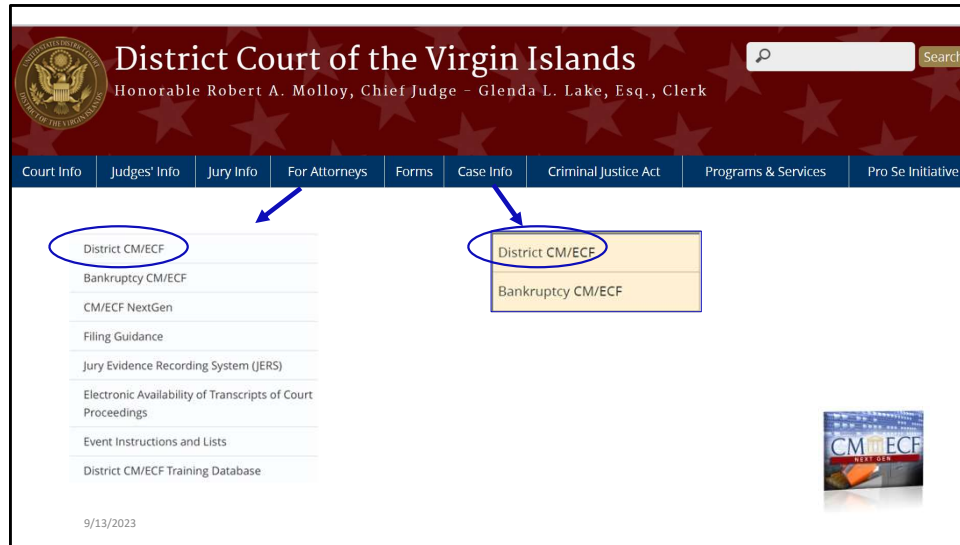 District Court of the Virgin Islands
Honorable Robert A. Molloy, Chief Judge - Glenda L. Lake, Esq., Clerk
Search
Court Info
Judges' Info
Jury Info
For Attorneys
Forms
Case Info
Criminal Justice Act
Programs & Services
Pro Se Initiative
District CM/ECF
Bankruptcy CM/ECF
CM/ECF NextGen
Filing Guidance
Jury Evidence Recording System (JERS)
Electronic Availability of Transcripts of Court
Proceedings
Event Instructions and Lists
District CM/ECF Training Database
District CM/ECF
Bankruptcy CM/ECF
CM ECF
NEXT GEN
9/13/2023